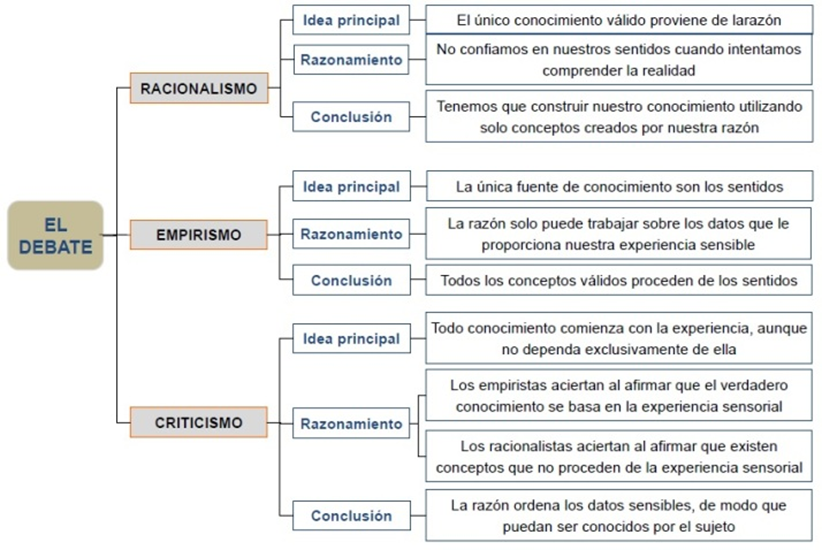 EL
DEBATE
RACIONALISMO
Idea principal
El único conocimiento válido proviene de larazón
Razonamiento
No confiamos en nuestros sentidos cuando intentamos
comprender la realidad
Conclusión
Tenemos que construir nuestro conocimiento utilizando
solo conceptos creados por nuestra razón
EMPIRISMO
Idea principal
La única fuente de conocimiento son los sentidos
Razonamiento
La razón solo puede trabajar sobre los datos que le
proporciona nuestra experiencia sensible
Conclusión
Todos los conceptos válidos proceden de los sentidos
CRITICISMO
Idea principal
Todo conocimiento comienza con la experiencia, aunque
no dependa exclusivamente de ella
Razonamiento
Los empiristas aciertan al afirmar que el verdadero
conocimiento se basa en la experiencia sensorial
Los racionalistas aciertan al afirmar que existen
conceptos que no proceden de la experiencia sensorial
Conclusión
La razón ordena los datos sensibles, de modo que
puedan ser conocidos por el sujeto